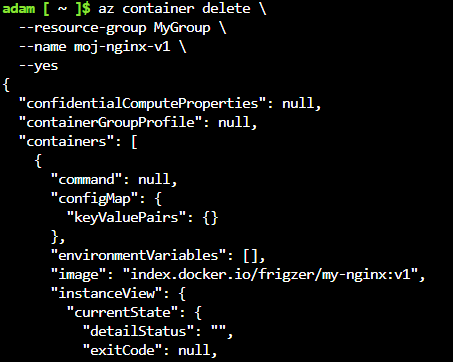 adam [ ~ ]$ az container delete \
  --resource-group MyGroup \
  --name moj-nginx-v1 \
  --yes
{
  "confidentialComputeProperties": null,
  "containerGroupProfile": null,
  "containers": [
    {
      "command": null,
      "configMap": {
        "keyValuePairs": {}
      },
      "environmentVariables": [],
      "image": "index.docker.io/frigzer/my-nginx:v1",
      "instanceView": {
        "currentState": {
          "detailStatus": "",
          "exitCode": null,